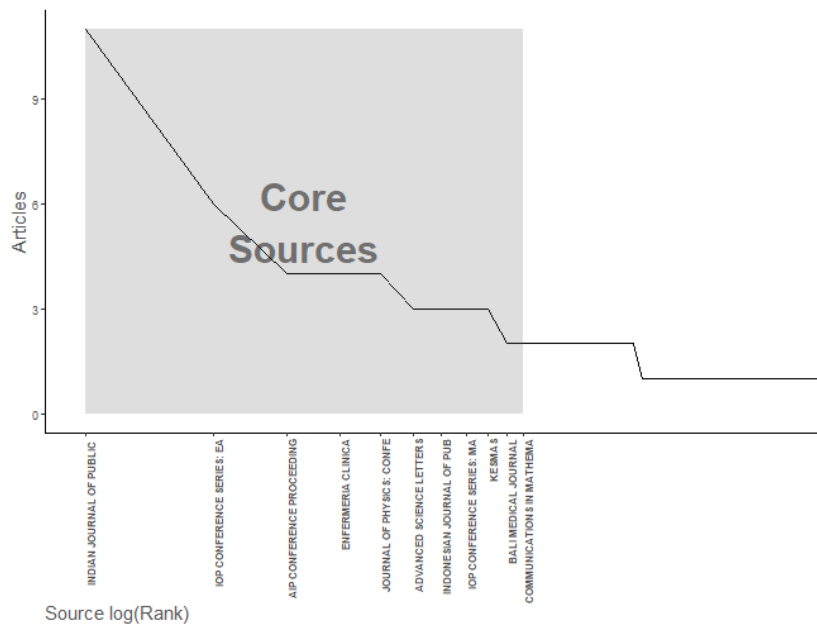 Articles
9
6
3
0
Core
Sources
INDIAN JOURNAL OF PUBLIC
IOP CONFERENCE SERIES: EA
AIP CONFERENCE PROCEEDING
ENFERMERIA CLINICA
JOURNAL OF PHYSICS: CONFE
ADVANCED SCIENCE LETTERS
INDONESIAN JOURNAL OF PUB
IOP CONFERENCE SERIES: MA
KESMAS
BALI MEDICAL JOURNAL
COMMUNICATIONS IN MATHEMA
Source log(Rank)